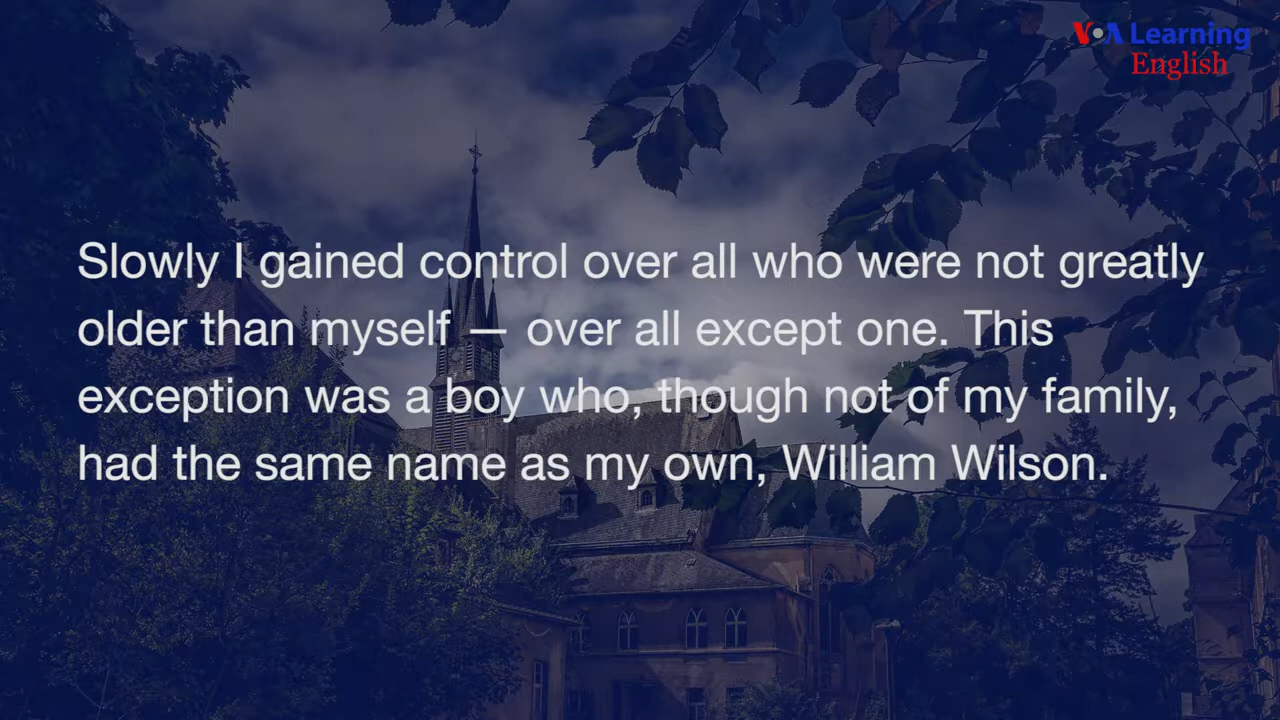 VOA Learning
English
Slowly I gained control over all who were not greatly
older than myself — over all except one. This
exception was a boy who, though not of my family,
had the same name as my own, William Wilson.